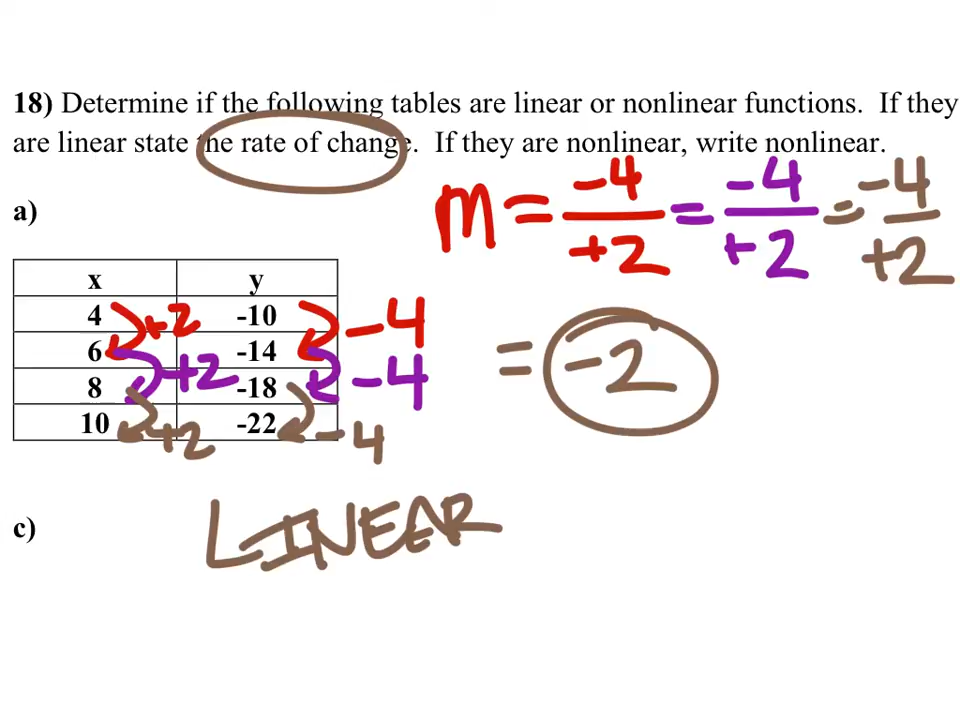 18) Determine if the following tables are linear or nonlinear functions. If they
are linear state the rate of change. If they are nonlinear, write nonlinear.
a)
m = -4/+2 = -4/+2 = -4/+2
= -2
x y
4 -10
6 -14
8 -18
10 -22
+2 -4
+2 -4
+2 -4
c)
LINEAR